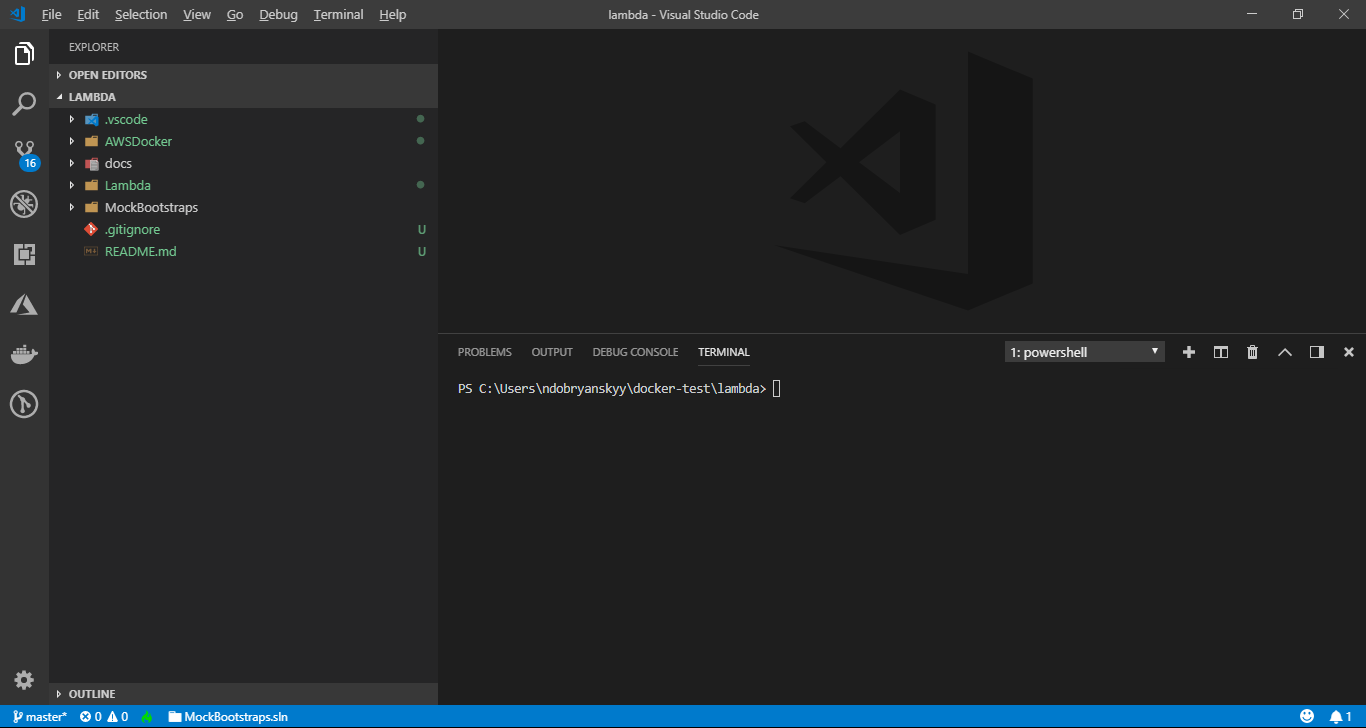 File Edit Selection View Go Debug Terminal Help
lambda - Visual Studio Code
EXPLORER
OPEN EDITORS
LAMBDA
.vscode
AWSDocker
docs
Lambda
MockBootstraps
.gitignore U
README.md U
16
PROBLEMS OUTPUT DEBUG CONSOLE TERMINAL
1: powershell
PS C:\Users\ndobryanskyy\docker-test\lambda>
OUTLINE
master* 0 0 MockBootstraps.sln 1